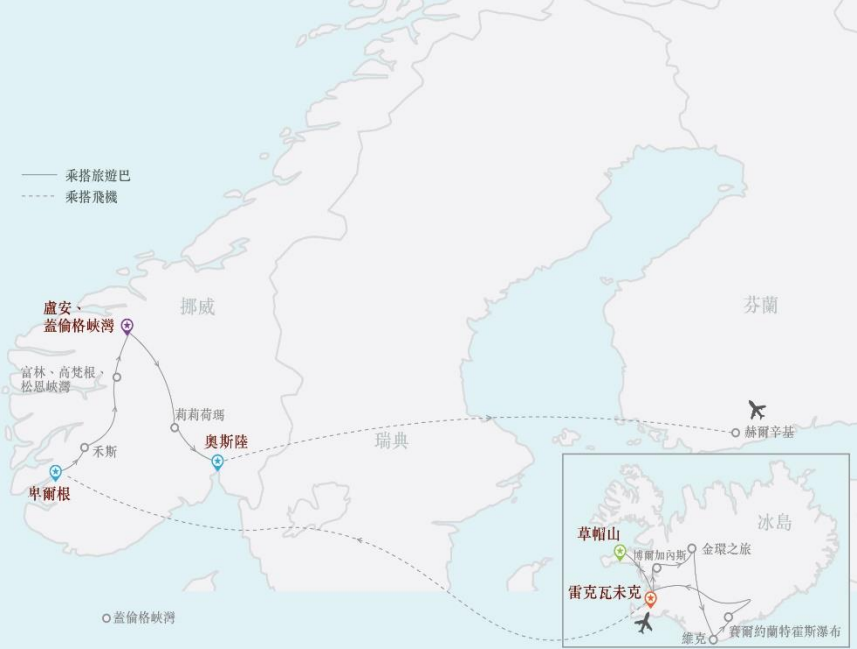 乘搭旅遊巴
乘搭飛機
盧安、
蓋倫格峽灣
挪威
芬蘭
富林、高梵根、
松恩峽灣
莉莉荷瑪
赫爾辛基
奧斯陸
瑞典
禾斯
卑爾根
冰島
草帽山
博爾加內斯
金環之旅
雷克瓦未克
賽爾約蘭特霍斯瀑布
維克
蓋倫格峽灣